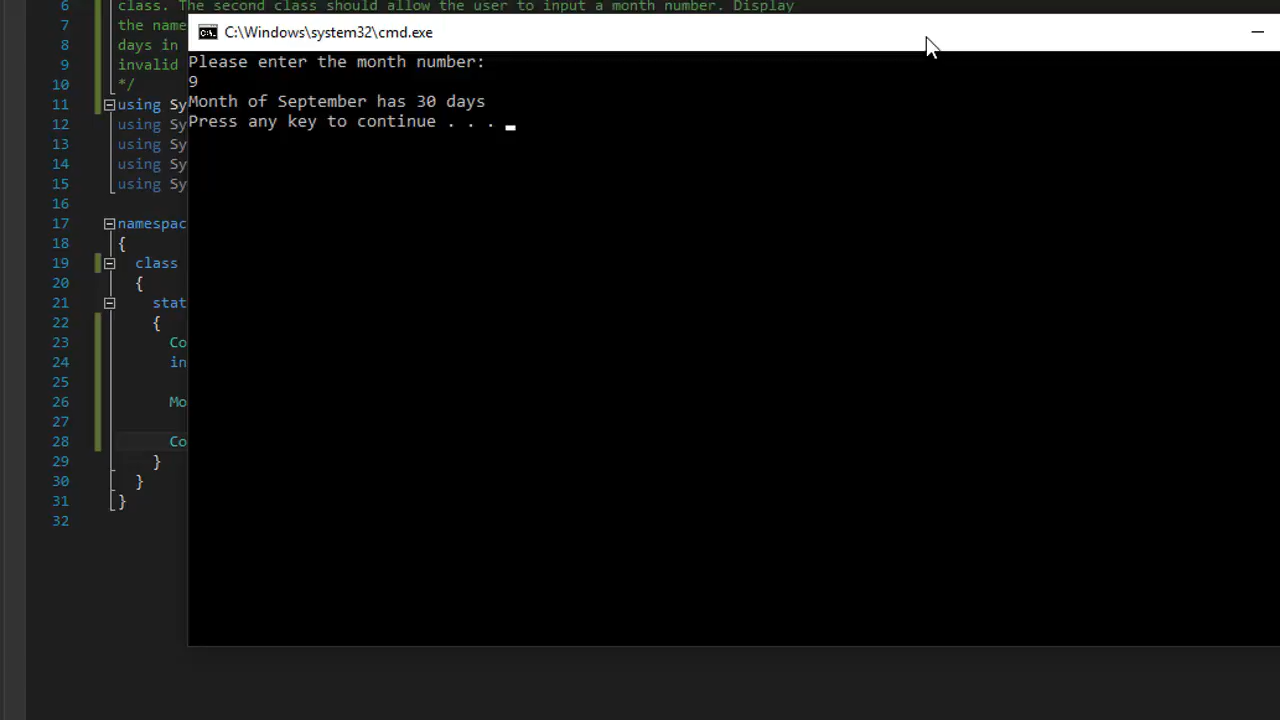 6 class. The second class should allow the user to input a month number. Display
7 the name
8 days in
9 invalid
10 */
11 using Sy
12 using Sy
13 using Sy
14 using Sy
15 using Sy
16
17 namespac
18 {
19 class
20 {
21 stat
22 {
23 Co
24 in
25
26 Mo
27
28 Co
29 }
30 }
31 }
32
C:\Windows\system32\cmd.exe
Please enter the month number:
9
Month of September has 30 days
Press any key to continue . . .